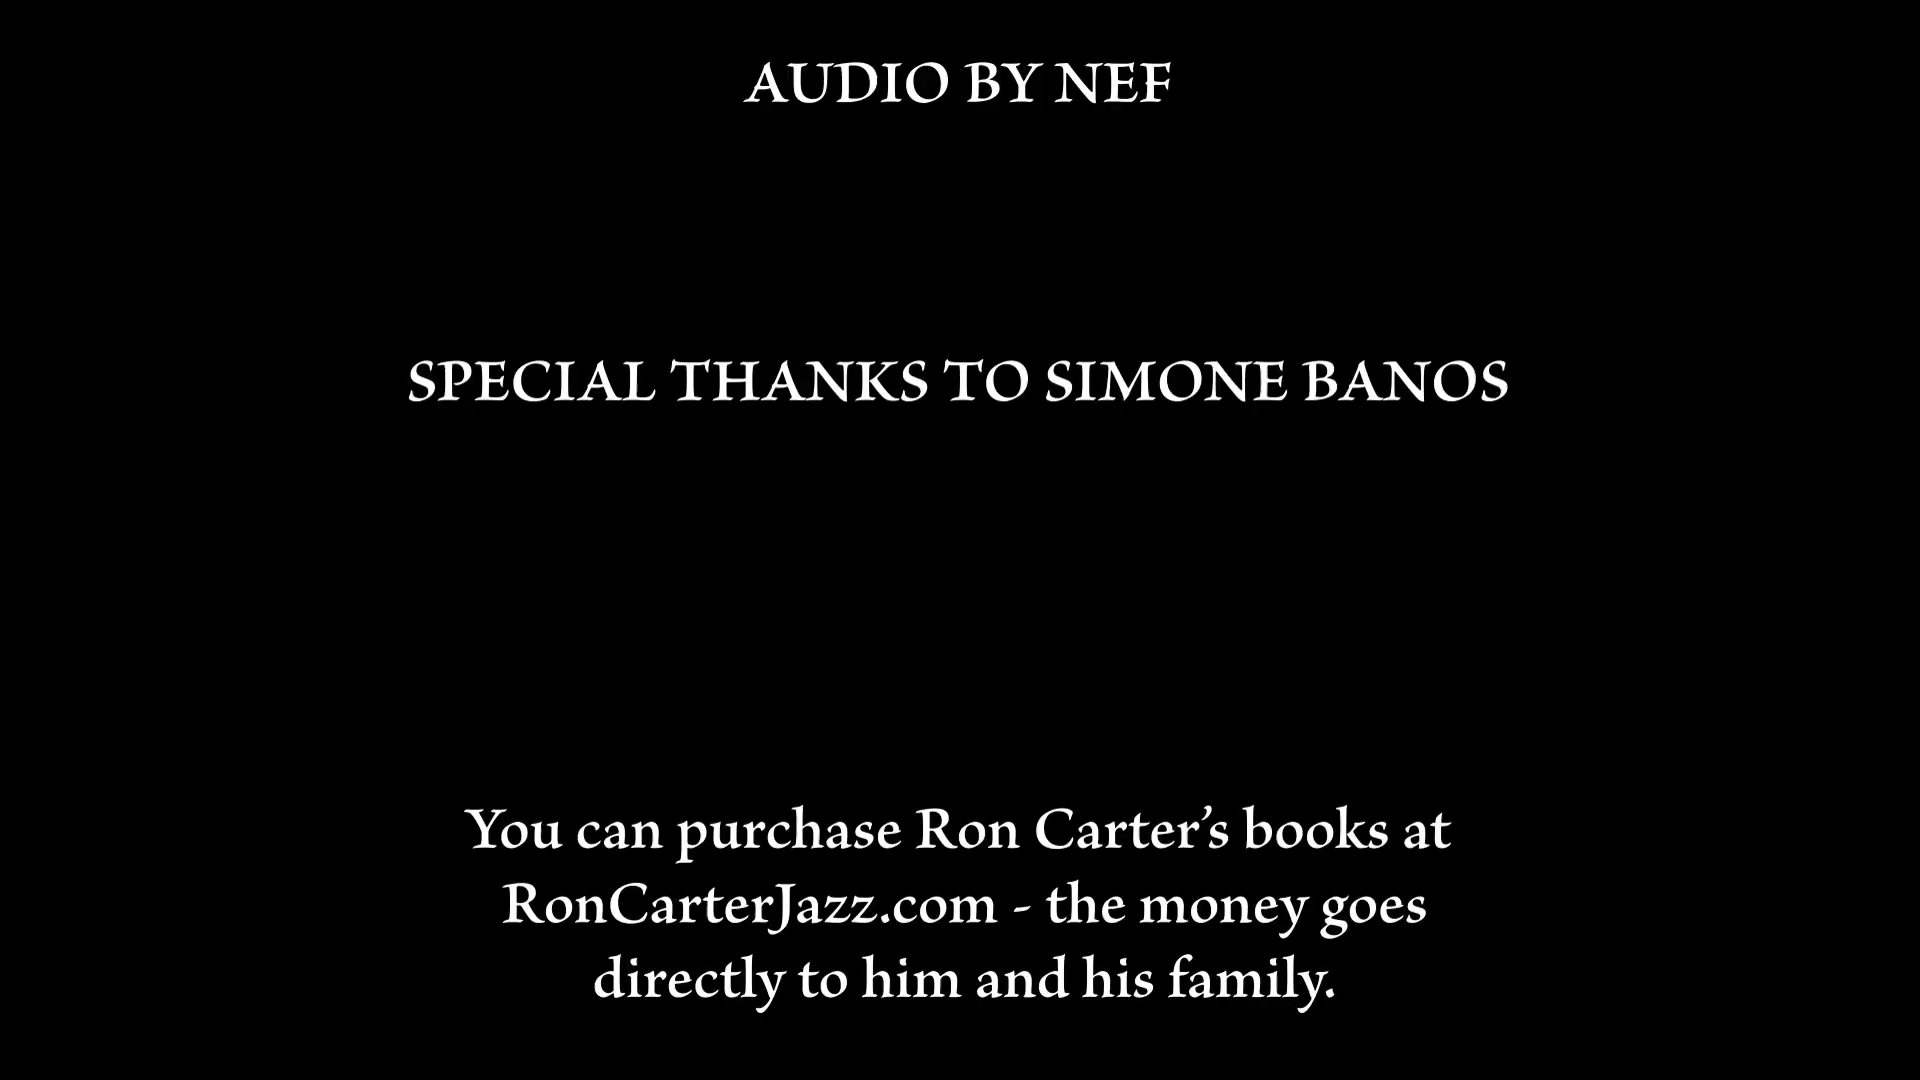 AUDIO BY NEF
SPECIAL THANKS TO SIMONE BANOS
You can purchase Ron Carter’s books at
RonCarterJazz.com - the money goes
directly to him and his family.